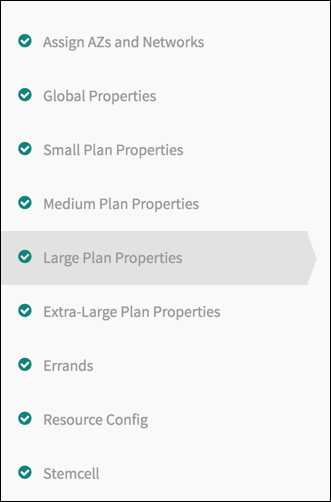 Assign AZs and Networks
Global Properties
Small Plan Properties
Medium Plan Properties
Large Plan Properties
Extra-Large Plan Properties
Errands
Resource Config
Stemcell